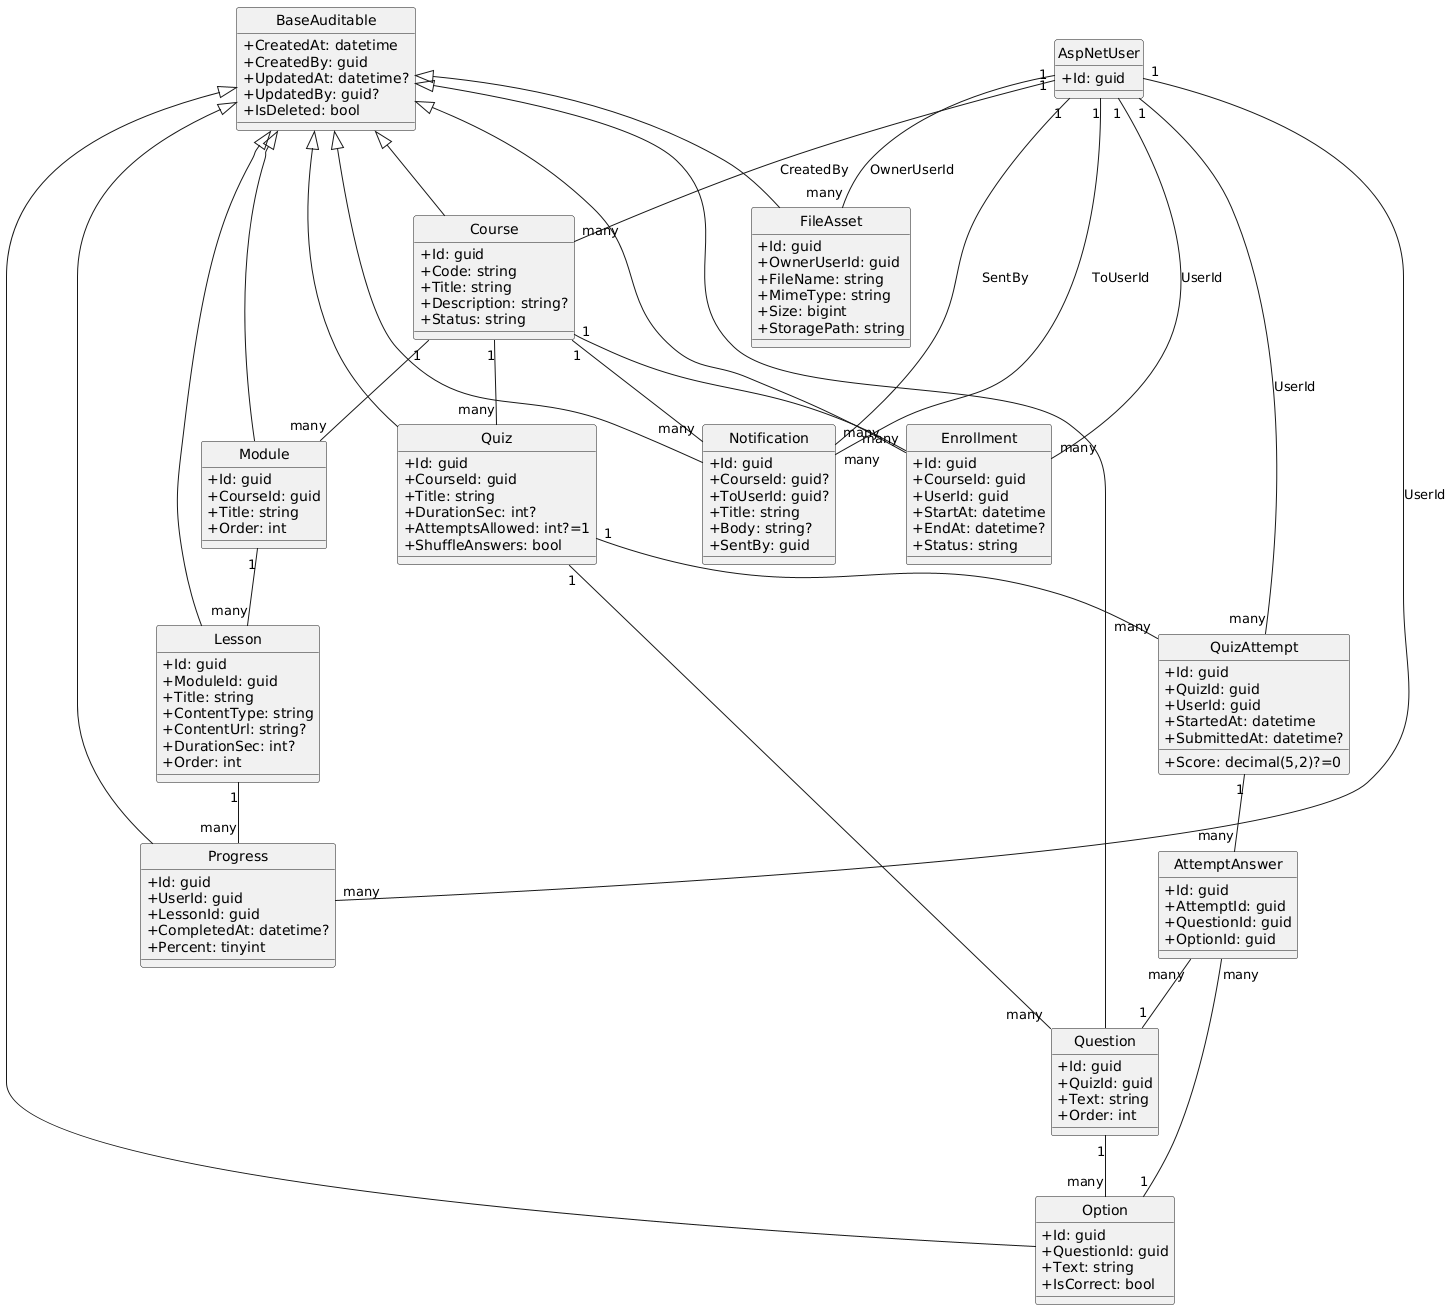 BaseAuditable
+CreatedAt: datetime
+CreatedBy: guid
+UpdatedAt: datetime?
+UpdatedBy: guid?
+IsDeleted: bool
AspNetUser
+Id: guid
1
1
1
1
1
1
1
1
CreatedBy
OwnerUserId
many
many
Course
+Id: guid
+Code: string
+Title: string
+Description: string?
+Status: string
FileAsset
+Id: guid
+OwnerUserId: guid
+FileName: string
+MimeType: string
+Size: bigint
+StoragePath: string
SentBy
ToUserId
UserId
UserId
UserId
1
1
1
1
many
many
many
many
many
many
many
Module
+Id: guid
+CourseId: guid
+Title: string
+Order: int
Quiz
+Id: guid
+CourseId: guid
+Title: string
+DurationSec: int?
+AttemptsAllowed: int?=1
+ShuffleAnswers: bool
Notification
+Id: guid
+CourseId: guid?
+ToUserId: guid?
+Title: string
+Body: string?
+SentBy: guid
Enrollment
+Id: guid
+CourseId: guid
+UserId: guid
+StartAt: datetime
+EndAt: datetime?
+Status: string
1
1
1
many
many
many
Lesson
+Id: guid
+ModuleId: guid
+Title: string
+ContentType: string
+ContentUrl: string?
+DurationSec: int?
+Order: int
QuizAttempt
+Id: guid
+QuizId: guid
+UserId: guid
+StartedAt: datetime
+SubmittedAt: datetime?
+Score: decimal(5,2)?=0
1
1
many
many
many
Progress
+Id: guid
+UserId: guid
+LessonId: guid
+CompletedAt: datetime?
+Percent: tinyint
AttemptAnswer
+Id: guid
+AttemptId: guid
+QuestionId: guid
+OptionId: guid
many
many
many
1
Question
+Id: guid
+QuizId: guid
+Text: string
+Order: int
1
many
1
Option
+Id: guid
+QuestionId: guid
+Text: string
+IsCorrect: bool